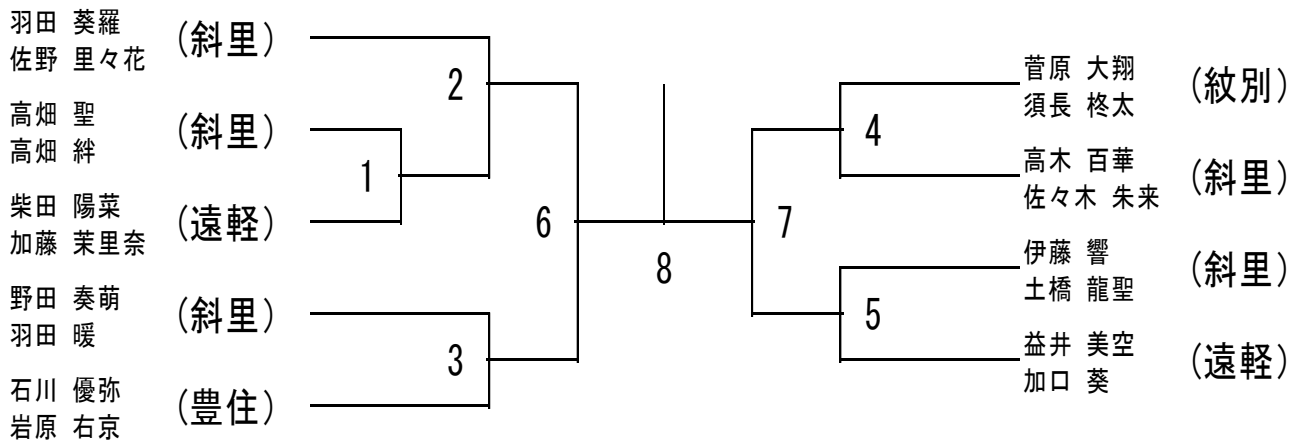 羽田 葵羅
佐野 里々花
(斜里)
高畑 聖
高畑 絆
(斜里)
柴田 陽菜
加藤 茉里奈
(遠軽)
野田 奏萌
羽田 暖
(斜里)
石川 優弥
岩原 右京
(豊住)
1
2
3
6
8
7
4
5
菅原 大翔
須長 柊太
(紋別)
高木 百華
佐々木 朱来
(斜里)
伊藤 響
土橋 龍聖
(斜里)
益井 美空
加口 葵
(遠軽)